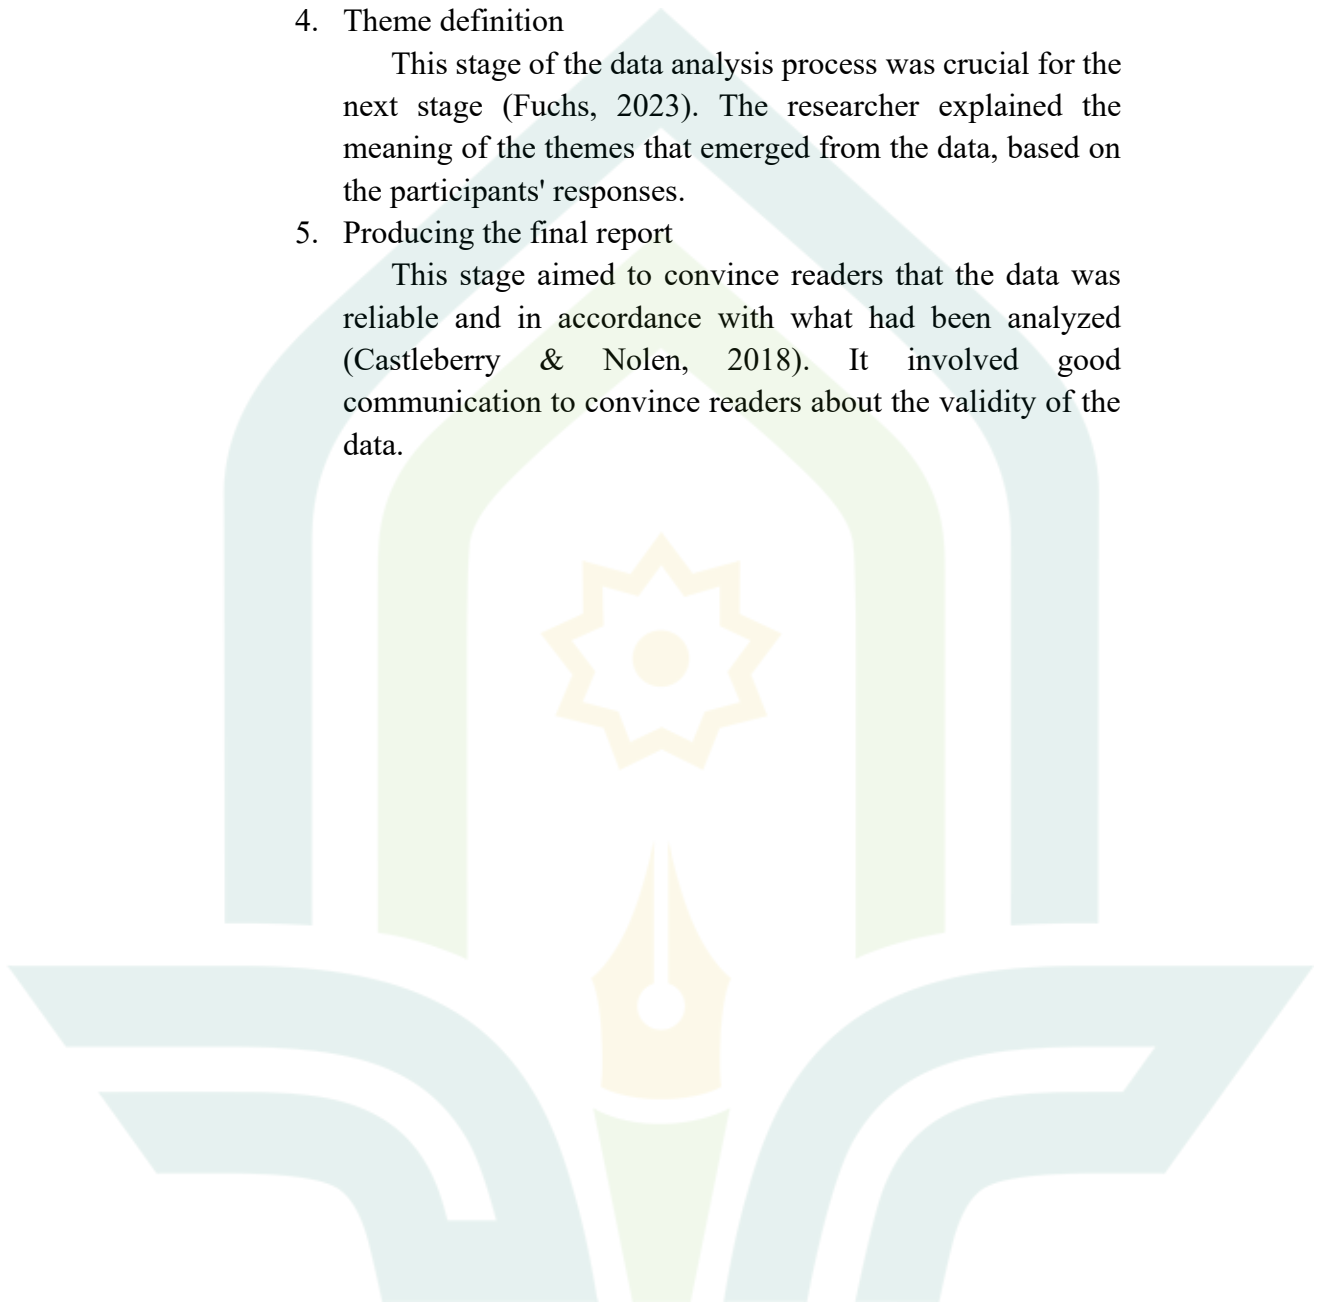 4. Theme definition
This stage of the data analysis process was crucial for the
next stage (Fuchs, 2023). The researcher explained the
meaning of the themes that emerged from the data, based on
the participants' responses.
5. Producing the final report
This stage aimed to convince readers that the data was
reliable and in accordance with what had been analyzed
(Castleberry & Nolen, 2018). It involved good
communication to convince readers about the validity of the
data.